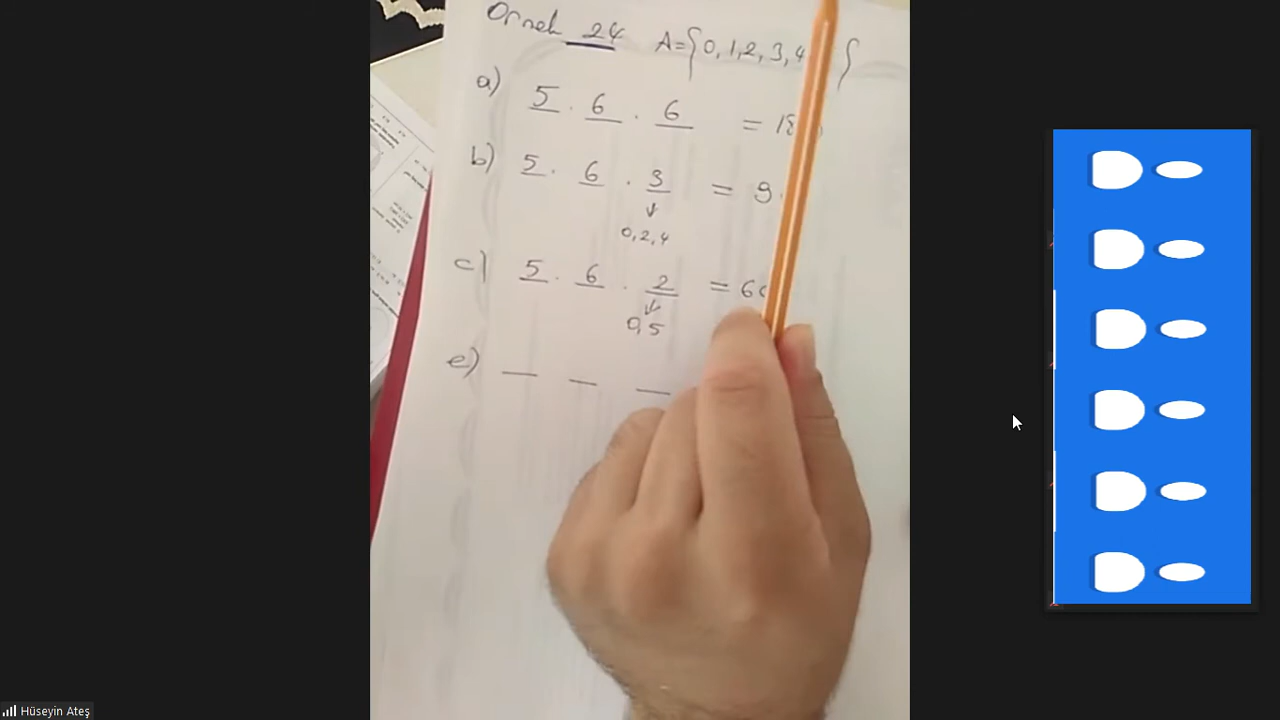 Örnek 24 A={0,1,2,3,4 }
a) 5 . 6 . 6 = 18
b) 5 . 6 . 3 = 9
0,2,4
c) 5 . 6 . 2 = 60
0,5
e) _ _ _
Hüseyin Ateş